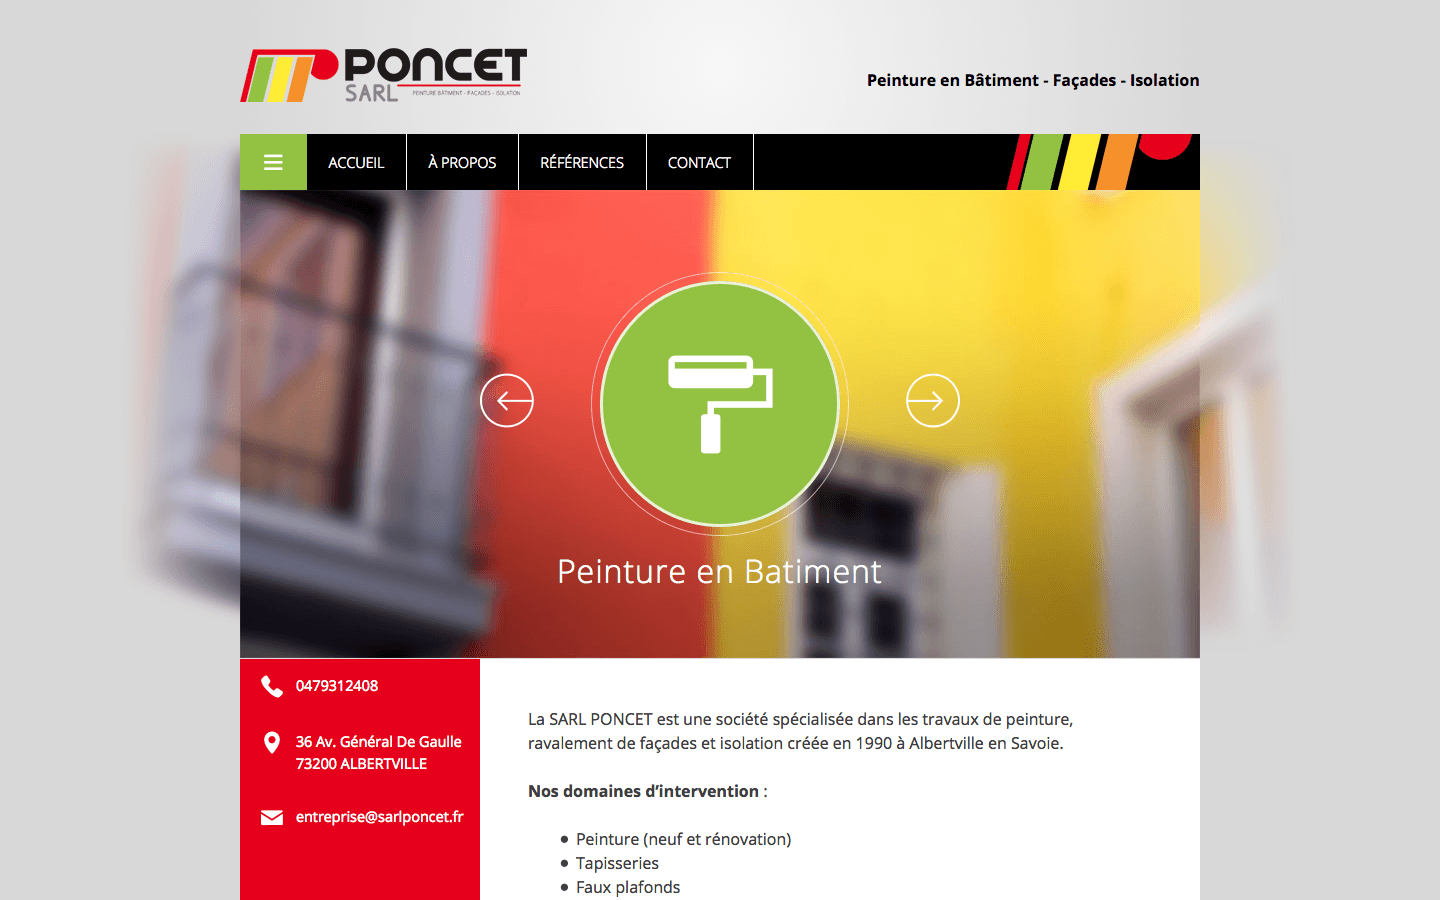 PONCET
SARL PEINTURE BÂTIMENT - FAÇADES - ISOLATION
Peinture en Bâtiment - Façades - Isolation
ACCUEIL À PROPOS RÉFÉRENCES CONTACT
Peinture en Batiment
0479312408
36 Av. Général De Gaulle
73200 ALBERTVILLE
entreprise@sarlponcet.fr
La SARL PONCET est une société spécialisée dans les travaux de peinture,
ravalement de façades et isolation créée en 1990 à Albertville en Savoie.
Nos domaines d’intervention :
Peinture (neuf et rénovation)
Tapisseries
Faux plafonds